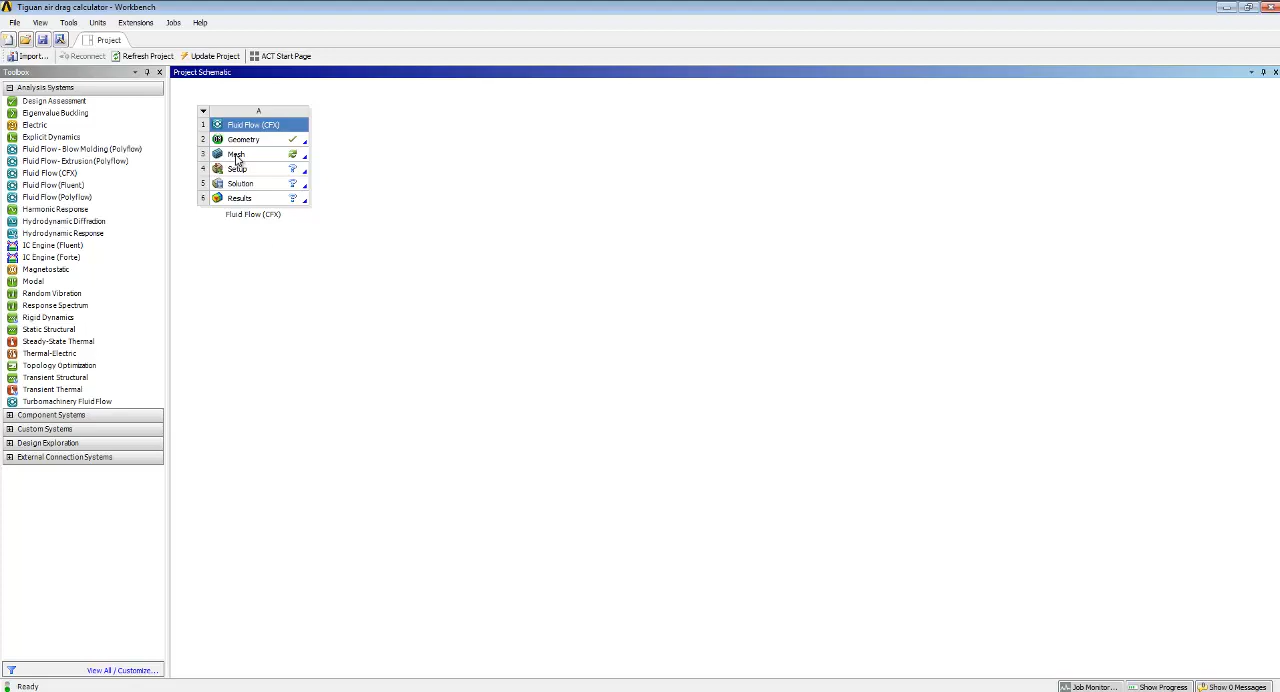 Tiguan air drag calculator - Workbench
File View Tools Units Extensions Jobs Help
Project
Import... Reconnect Refresh Project Update Project ACT Start Page
Toolbox
Project Schematic
Analysis Systems
Design Assessment
Eigenvalue Buckling
Electric
Explicit Dynamics
Fluid Flow - Blow Molding (Polyflow)
Fluid Flow - Extrusion (Polyflow)
Fluid Flow (CFX)
Fluid Flow (Fluent)
Fluid Flow (Polyflow)
Harmonic Response
Hydrodynamic Diffraction
Hydrodynamic Response
IC Engine (Fluent)
IC Engine (Forte)
Magnetostatic
Modal
Random Vibration
Response Spectrum
Rigid Dynamics
Static Structural
Steady-State Thermal
Thermal-Electric
Topology Optimization
Transient Structural
Transient Thermal
Turbomachinery Fluid Flow
Component Systems
Custom Systems
Design Exploration
External Connection Systems
View All / Customize...
A
1 Fluid Flow (CFX)
2 Geometry
3 Mesh
4 Setup
5 Solution
6 Results
Fluid Flow (CFX)
Ready
Job Monitor... Show Progress Show 0 Messages